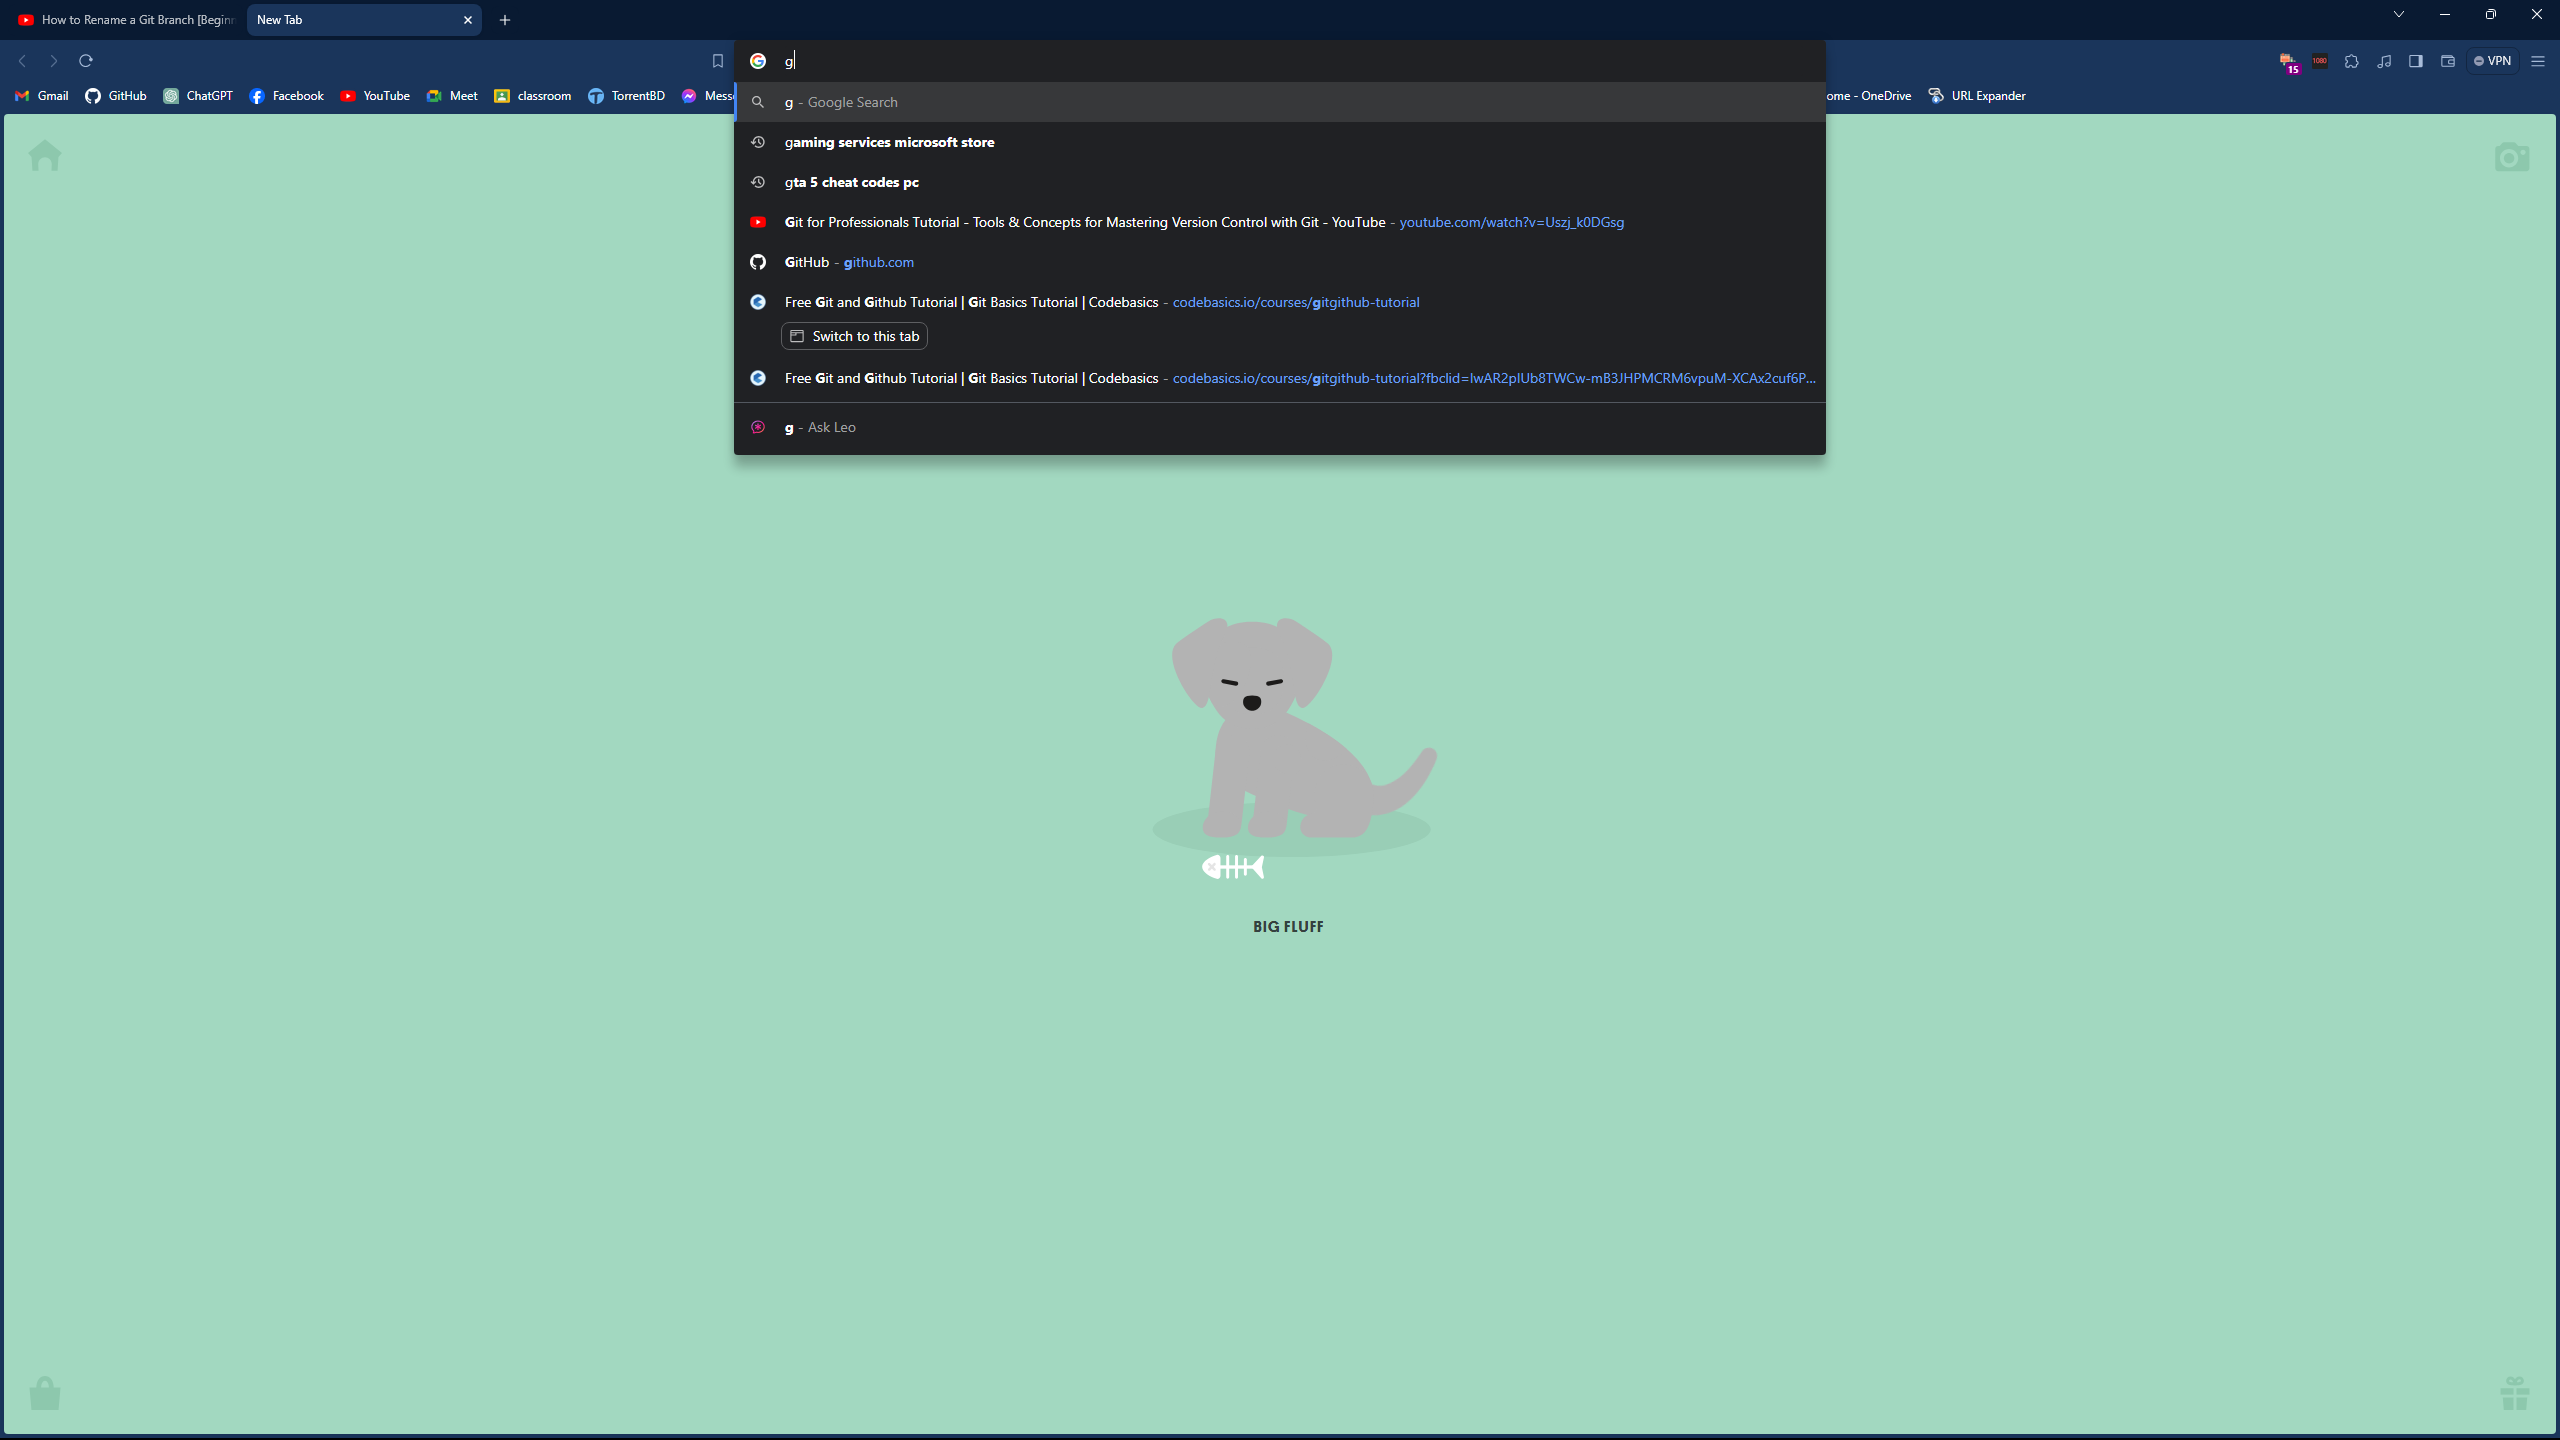 How to Rename a Git Branch [Begin
New Tab
g
15
1080
VPN
Gmail
GitHub
ChatGPT
Facebook
YouTube
Meet
classroom
TorrentBD
Mess
ome - OneDrive
URL Expander
g - Google Search
gaming services microsoft store
gta 5 cheat codes pc
Git for Professionals Tutorial - Tools & Concepts for Mastering Version Control with Git - YouTube - youtube.com/watch?v=Uszj_k0DGsg
GitHub - github.com
Free Git and Github Tutorial | Git Basics Tutorial | Codebasics - codebasics.io/courses/gitgithub-tutorial
Switch to this tab
Free Git and Github Tutorial | Git Basics Tutorial | Codebasics - codebasics.io/courses/gitgithub-tutorial?fbclid=IwAR2plUb8TWCw-mB3JHPMCRM6vpuM-XCAx2cuf6P...
g - Ask Leo
BIG FLUFF